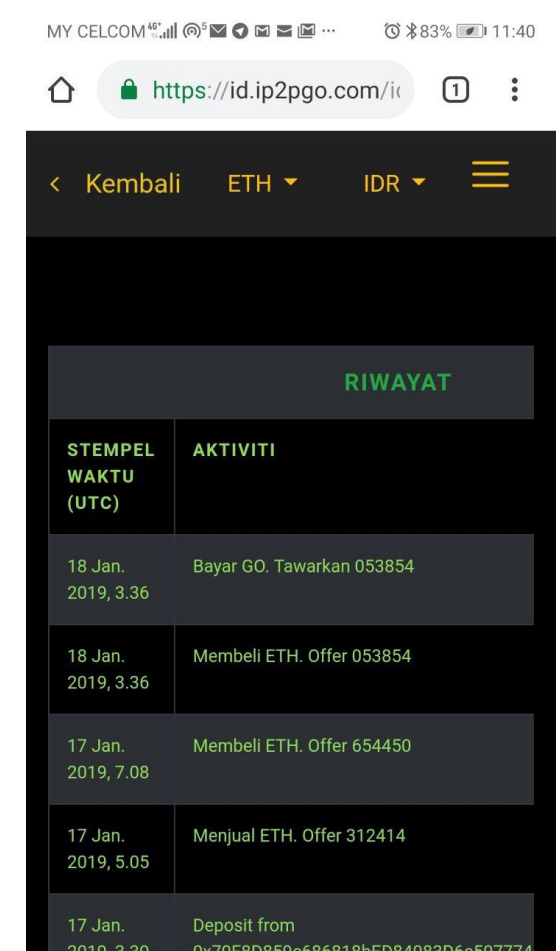 MY CELCOM 4G+ 5 ... 83% 11:40
https://id.ip2pgo.com/i 1
Kembali ETH IDR
RIWAYAT
STEMPEL WAKTU (UTC) AKTIVITI
18 Jan. 2019, 3.36 Bayar GO. Tawarkan 053854
18 Jan. 2019, 3.36 Membeli ETH. Offer 053854
17 Jan. 2019, 7.08 Membeli ETH. Offer 654450
17 Jan. 2019, 5.05 Menjual ETH. Offer 312414
17 Jan. Deposit from